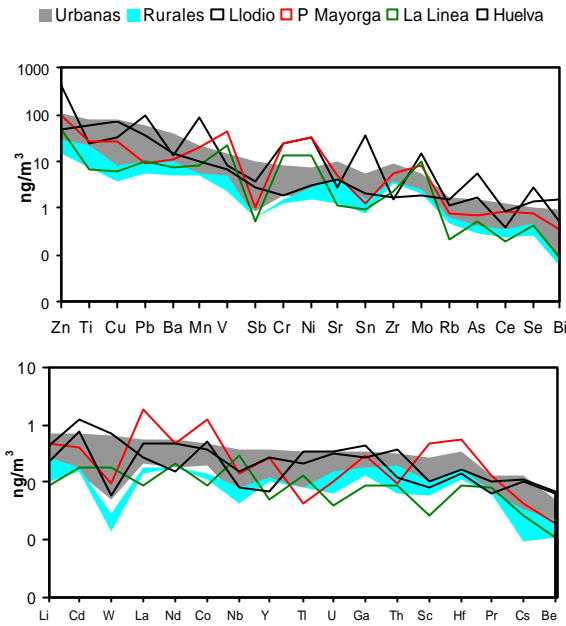 Urbanas Rurales Llodio P Mayorga La Linea Huelva
1000
100
10
1
0
0
ng/m³
Zn Ti Cu Pb Ba Mn V Sb Cr Ni Sr Sn Zr Mo Rb As Ce Se Bi
10
1
00
0
0
ng/m³
Li Cd W La Nd Co Nb Y Tl U Ga Th Sc Hf Pr Cs Be